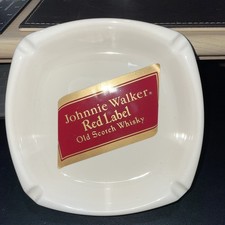 Johnnie Walker®
Red Label
Old Scotch Whisky